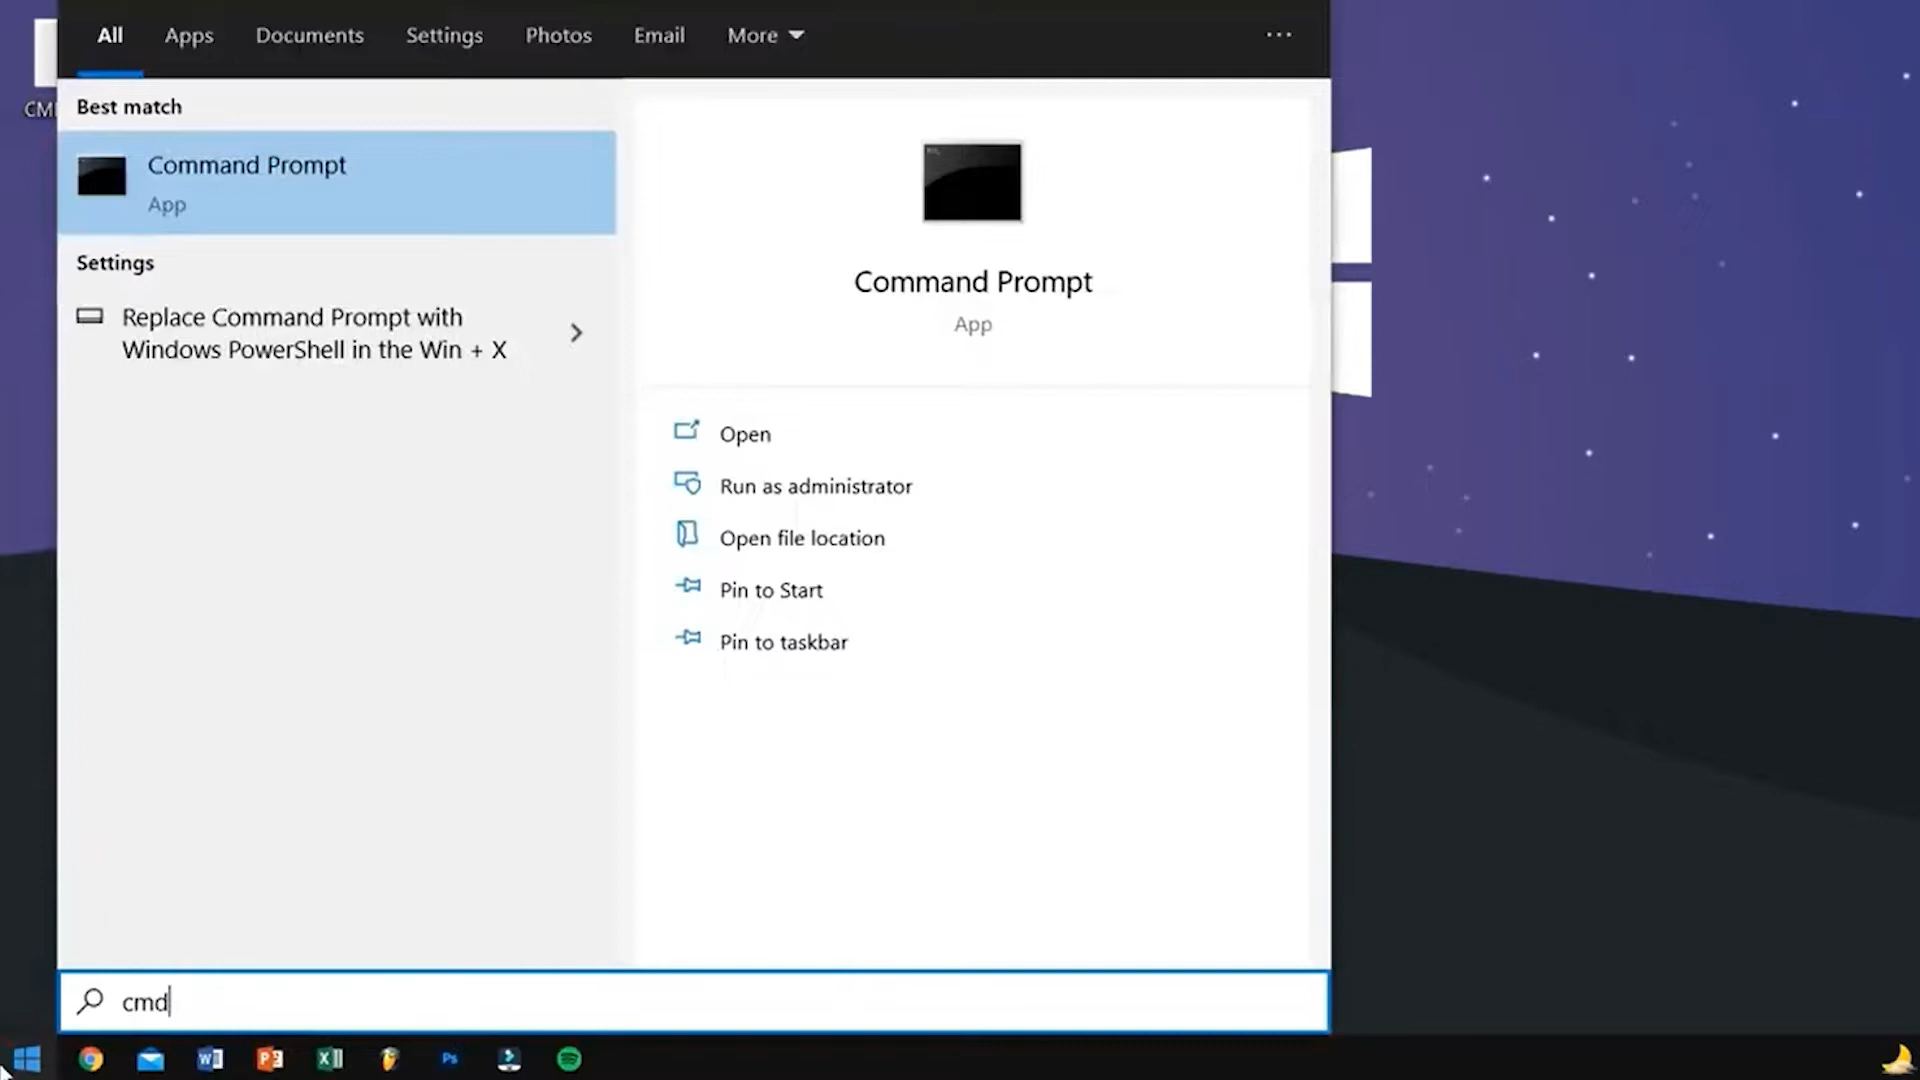 All Apps Documents Settings Photos Email More
CM
Best match
Command Prompt
App
Settings
Replace Command Prompt with
Windows PowerShell in the Win + X
Command Prompt
App
Open
Run as administrator
Open file location
Pin to Start
Pin to taskbar
cmd
Ps